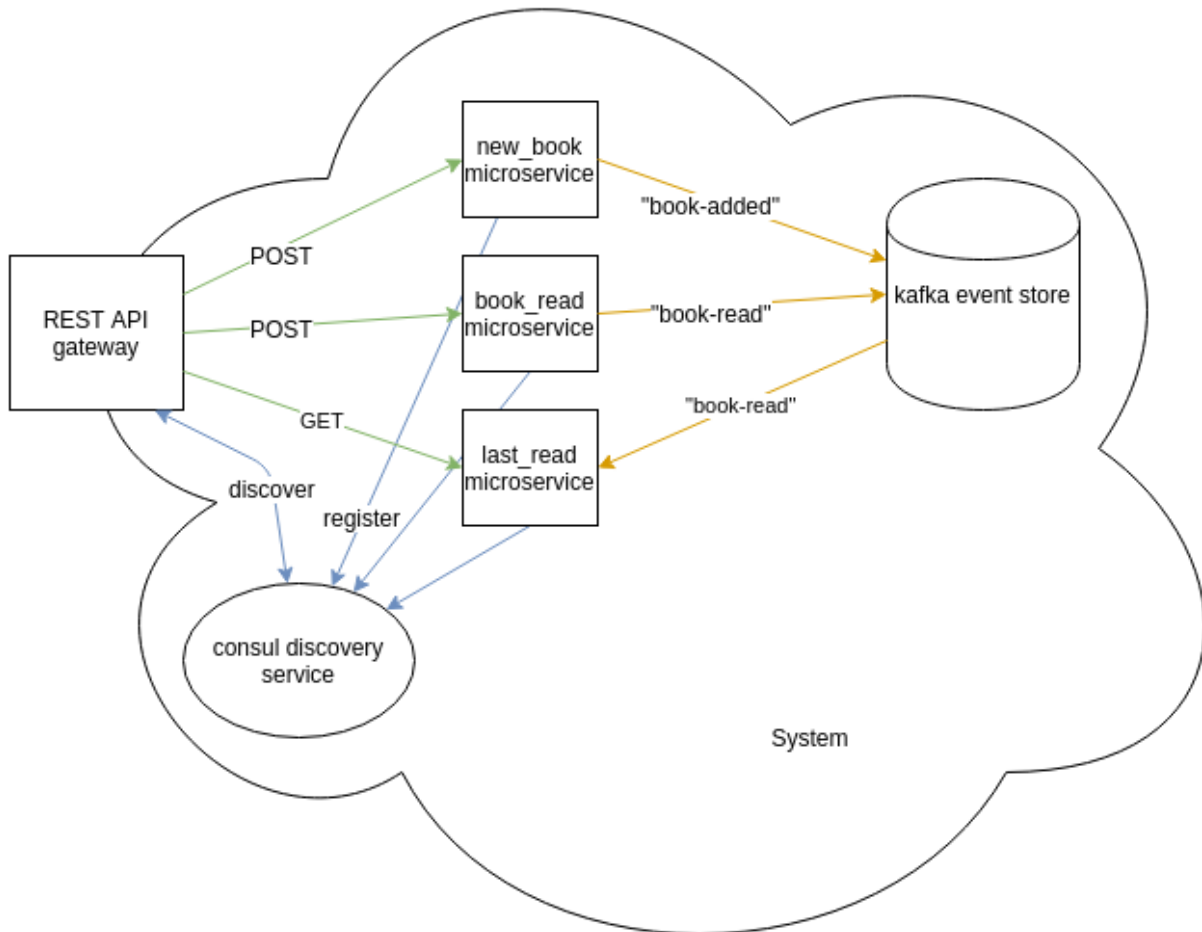 new_book
microservice
"book-added"
POST
REST API
gateway
book_read
microservice
kafka event store
POST
"book-read"
"book-read"
GET
last_read
microservice
discover
register
consul discovery
service
System